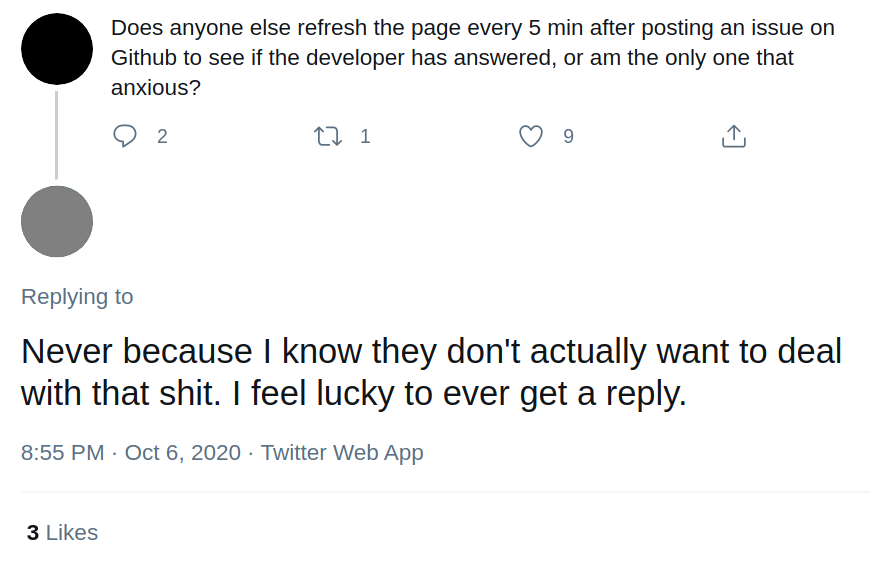 Does anyone else refresh the page every 5 min after posting an issue on
Github to see if the developer has answered, or am the only one that
anxious?
2 1 9
Replying to
Never because I know they don't actually want to deal
with that shit. I feel lucky to ever get a reply.
8:55 PM · Oct 6, 2020 · Twitter Web App
3 Likes